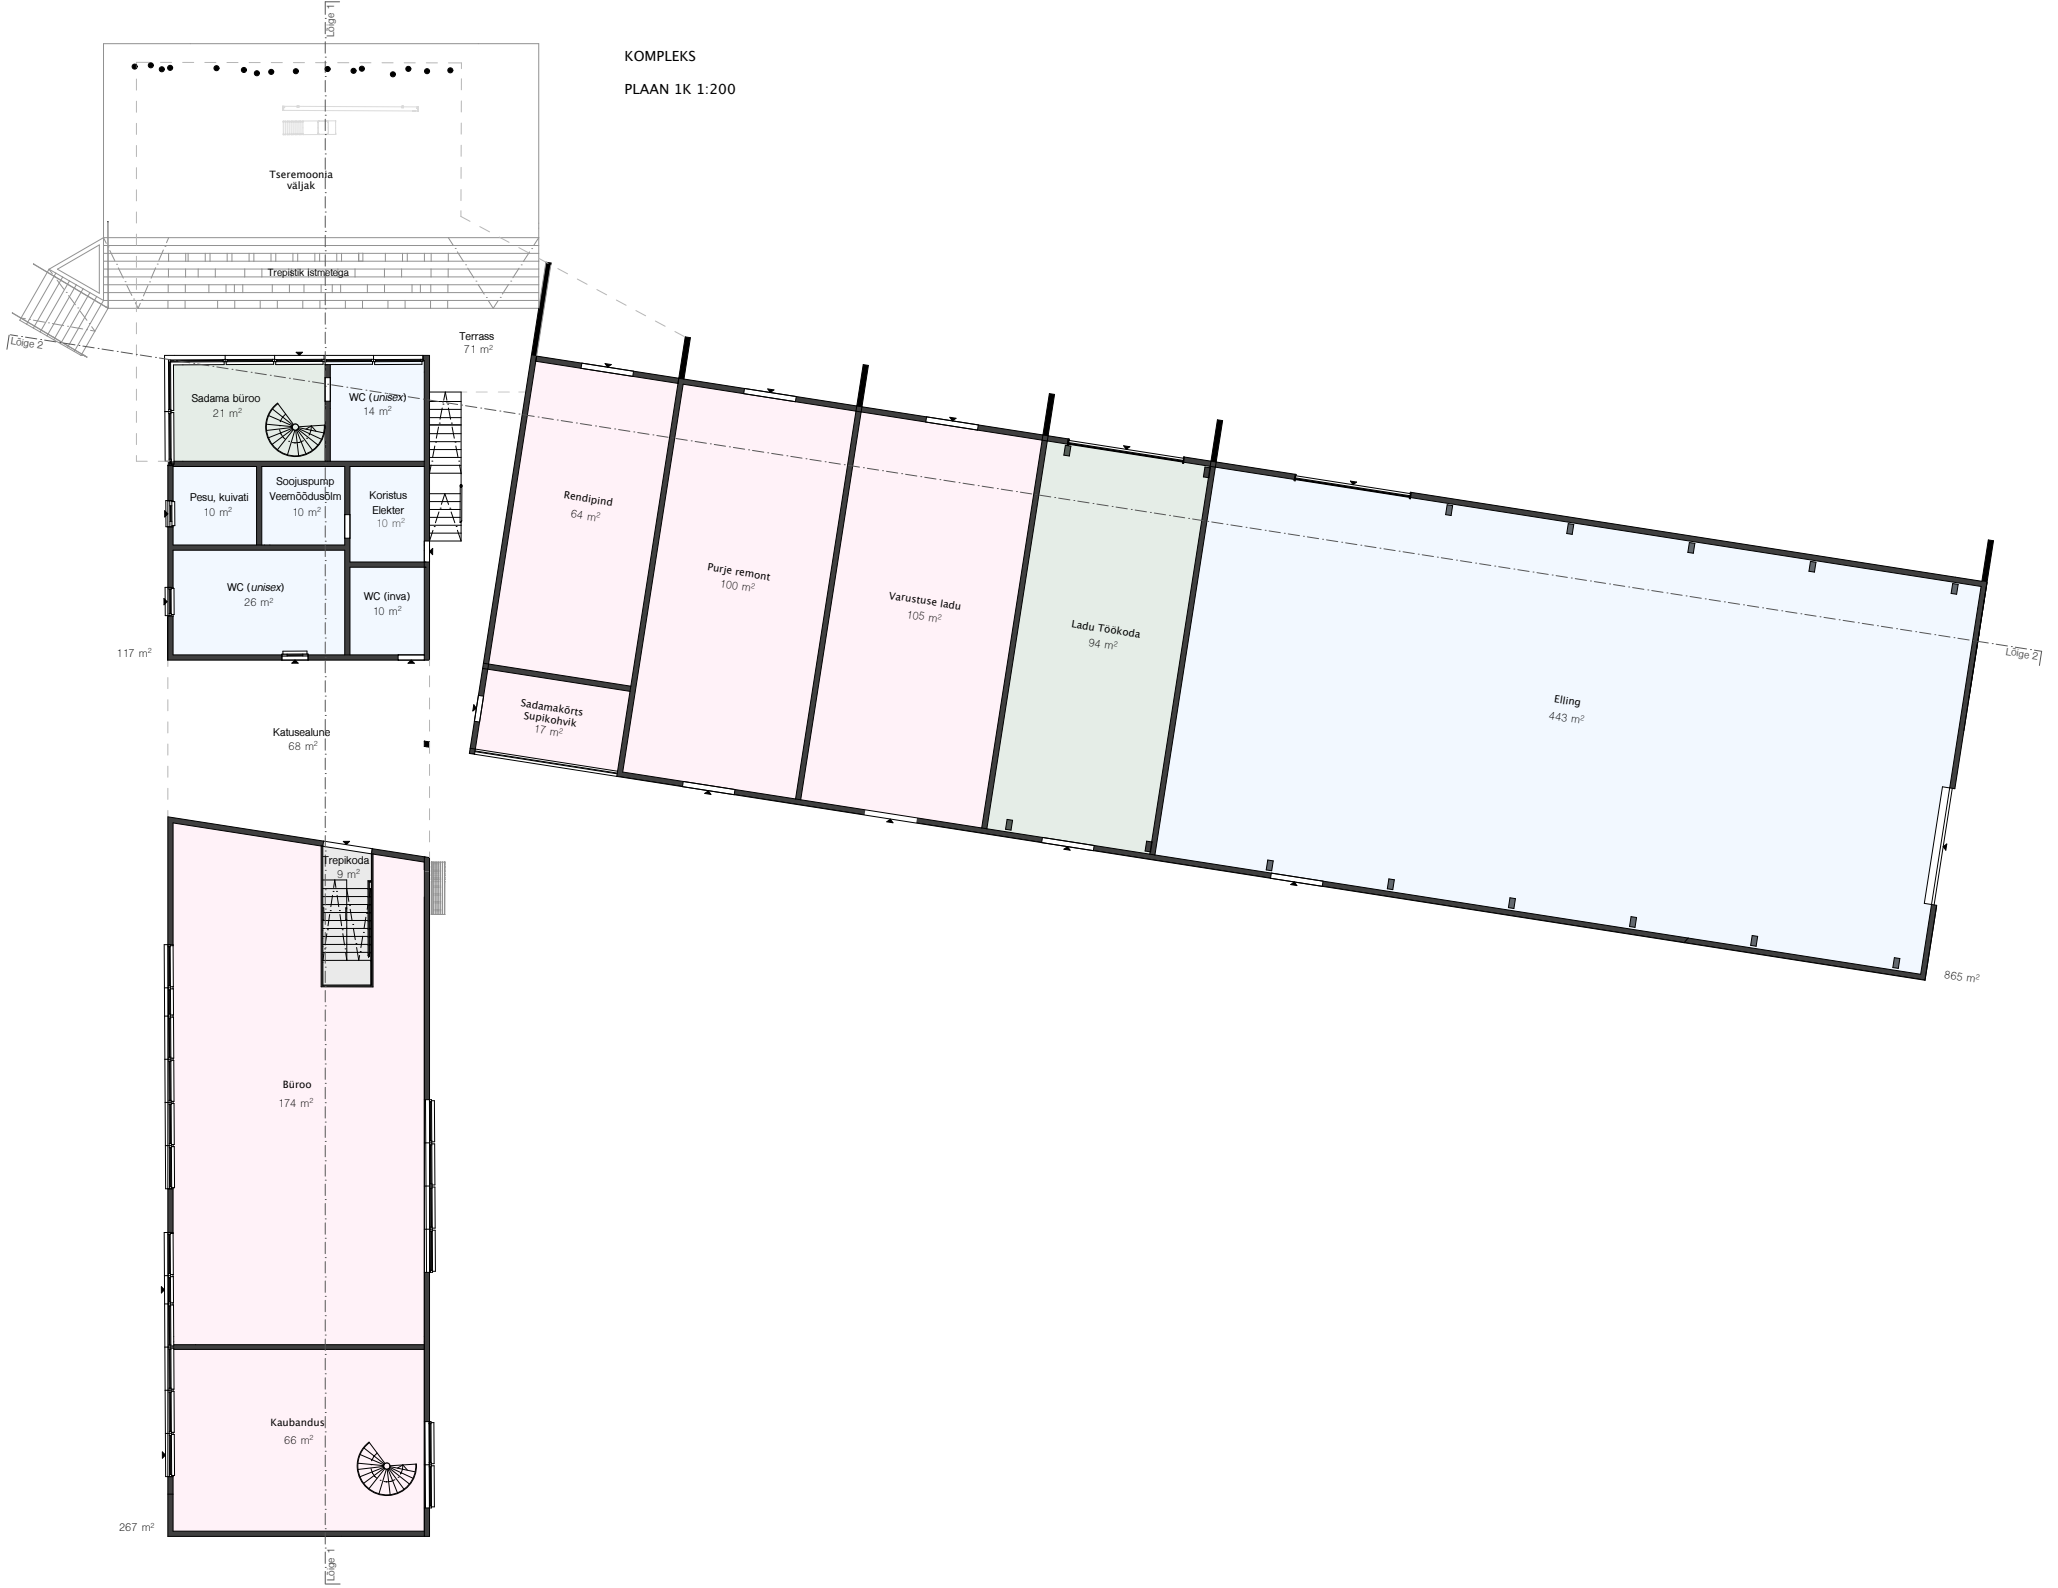 Lõige 1
KOMPLEKS
PLAAN 1K 1:200
Tseremoonia
väljak
Trepistik istmetega
Lõige 2
Terrass
71 m²
Sadama büroo
21 m²
WC (unisex)
14 m²
Pesu, kuivati
10 m²
Soojuspump
Veemõõdusõlm
10 m²
Koristus
Elekter
10 m²
WC (unisex)
26 m²
WC (inva)
10 m²
117 m²
Katusealune
68 m²
Rendipind
64 m²
Purje remont
100 m²
Varustuse ladu
105 m²
Ladu Töökoda
94 m²
Elling
443 m²
Lõige 2
Sadamakõrts
Supikohvik
17 m²
865 m²
Trepikoda
9 m²
Büroo
174 m²
Kaubandus
66 m²
267 m²
Lõige 1